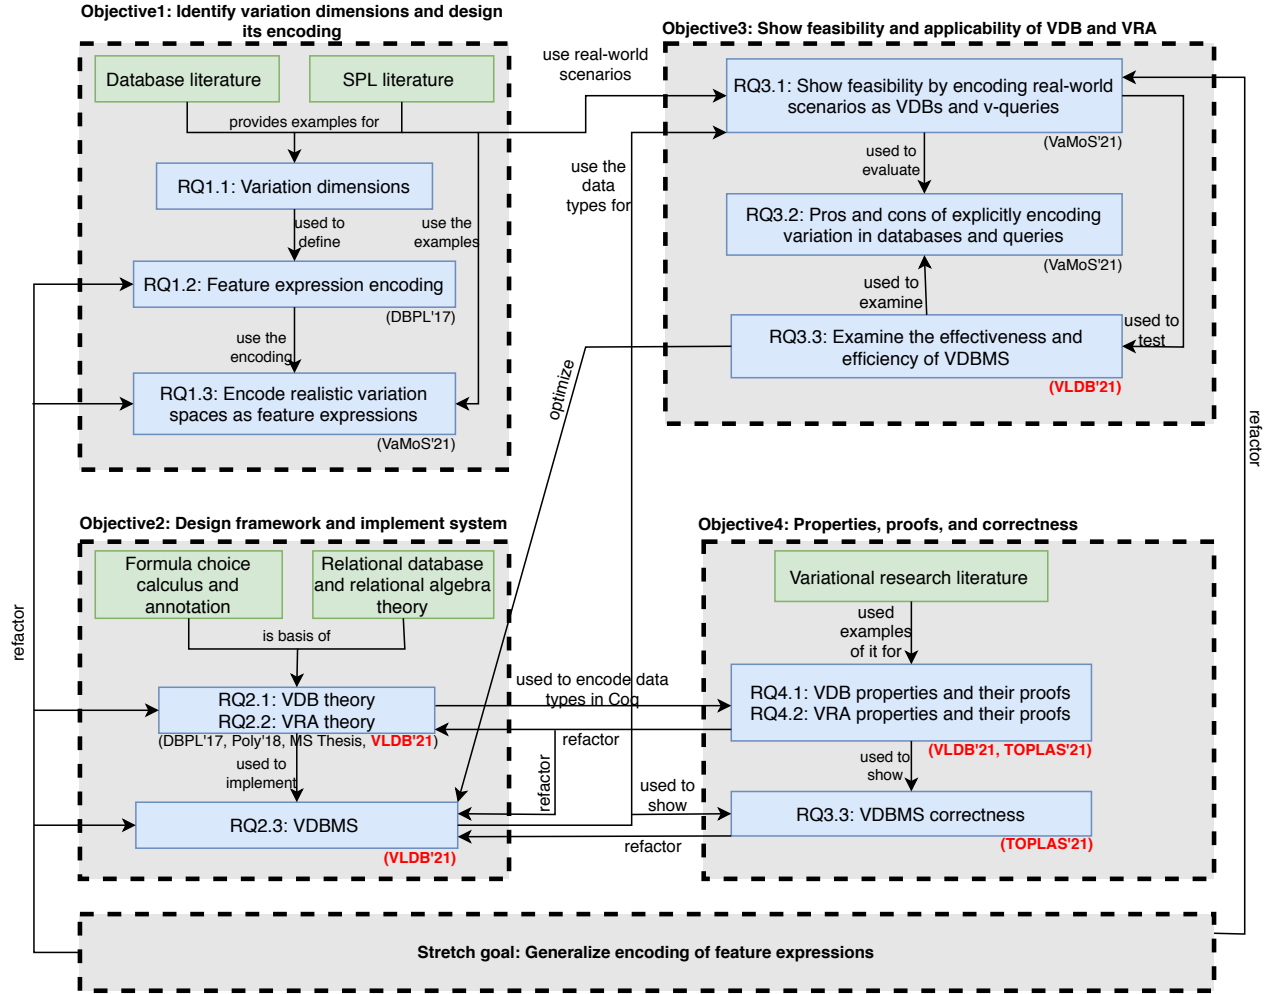 Objective1: Identify variation dimensions and design
its encoding
Database literature
SPL literature
provides examples for
RQ1.1: Variation dimensions
used to
define
use the
examples
RQ1.2: Feature expression encoding
(DBPL'17)
use the
encoding
RQ1.3: Encode realistic variation
spaces as feature expressions
(VaMoS'21)
use real-world
scenarios
use the
data
types for
Objective3: Show feasibility and applicability of VDB and VRA
RQ3.1: Show feasibility by encoding real-world
scenarios as VDBs and v-queries
(VaMoS'21)
used to
evaluate
RQ3.2: Pros and cons of explicitly encoding
variation in databases and queries
(VaMoS'21)
used to
examine
RQ3.3: Examine the effectiveness and
efficiency of VDBMS
(VLDB'21)
used to
test
optimize
refactor
Objective2: Design framework and implement system
Formula choice
calculus and
annotation
Relational database
and relational algebra
theory
is basis of
RQ2.1: VDB theory
RQ2.2: VRA theory
(DBPL'17, Poly'18, MS Thesis, VLDB'21)
used to
implement
RQ2.3: VDBMS
(VLDB'21)
refactor
used to encode data
types in Coq
refactor
refactor
used to
show
refactor
Objective4: Properties, proofs, and correctness
Variational research literature
used
examples
of it for
RQ4.1: VDB properties and their proofs
RQ4.2: VRA properties and their proofs
(VLDB'21, TOPLAS'21)
used to
show
RQ3.3: VDBMS correctness
(TOPLAS'21)
Stretch goal: Generalize encoding of feature expressions